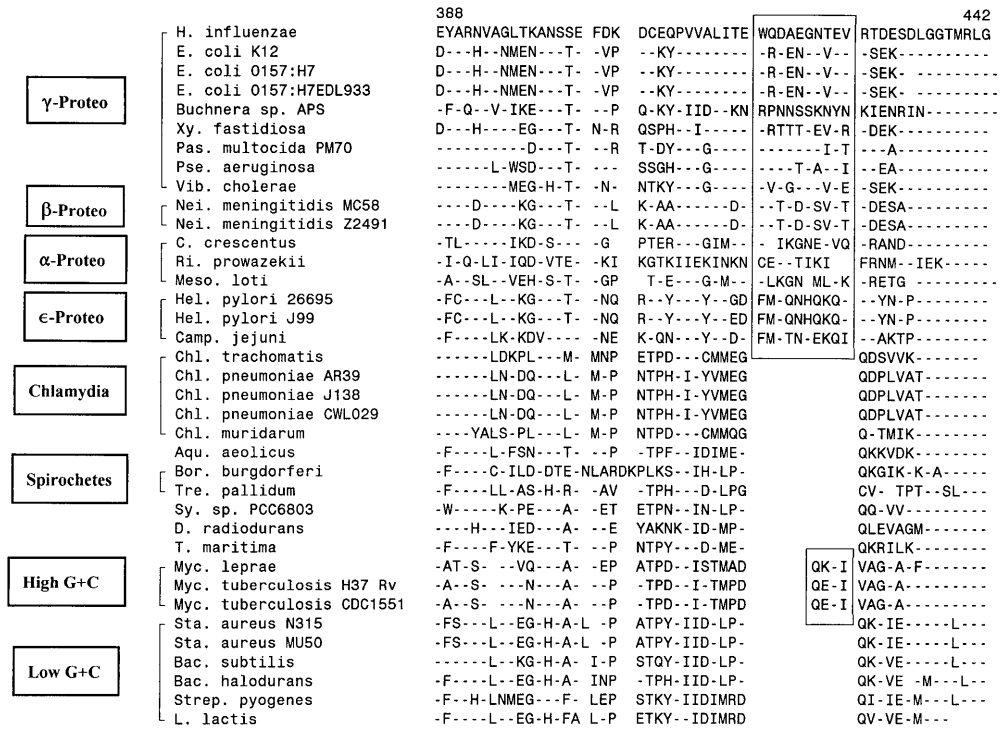 388 442
H. influenzae EYARNVAGLTKANSSE FDK DCEQPVVALITE WQDAEGNTEV RTDESDLGGTMRLG
E. coli K12 D---H--NMEN---T- -VP --KY-------- -R-EN--V-- SEK-----------
E. coli O157:H7 D---H--NMEN---T- -VP --KY-------- -R-EN--V-- SEK- ----------
E. coli O157:H7EDL933 D---H--NMEN---T- -VP --KY-------- -R-EN--V-- SEK- ----------
γ-Proteo
Buchnera sp. APS -F-Q--V-IKE---T- --P Q-KY-IID--KN RPNNSSKNYN KIENRIN---------
Xy. fastidiosa D---H----EG---T- N-R QSPH--I----- -RTTT-EV-R -DEK----------
Pas. multocida PM70 ----------D---T- --R T-DY---G---- I-T ---A----------
Pse. aeruginosa ------L-WSD---T- SSGH---G---- ----T-A--I --EA----------
Vib. cholerae --------MEG-H-T- -N- NTKY---G---- -V-G---V-E -SEK----------
β-Proteo
Nei. meningitidis MC58 ----D----KG---T- --L K-AA------D- --T-D-SV-T -DESA---------
Nei. meningitidis Z2491 ----D----KG---T- --L K-AA------D- --T-D-SV-T -DESA---------
α-Proteo
C. crescentus -TL------IKD-S--- --G PTER---GIM-- - IKGNE-VQ -RAND---------
Ri. prowazekii -I-Q-LI-IQD-VTE- -KI KGTKIIEKINKN CE--TIKI FRNM---IEK----
Meso. loti -A--SL--VEH-S-T- -GP T-E---G-M--- -LKGN ML-K -RETG---------
ε-Proteo
Hel. pylori 26695 -FC---L--KG---T- -NQ R--Y---Y--GD FM-QNHQKQ- --YN-P--------
Hel. pylori J99 -FC---L--KG---T- -NQ R--Y---Y--ED FM-QNHQKQ- --YN-P--------
Camp. jejuni -F----LK-KDV---- -NE K-QN---Y--D- FM-TN-EKQI --AKTP--------
Chl. trachomatis ------LDKPL--M- MNP ETPD---CMMEG QDSVVK--------
Chl. pneumoniae AR39 ------LN-DQ---L- M-P NTPH-I-YVMEG QDPLVAT-------
Chlamydia
Chl. pneumoniae J138 ------LN-DQ---L- M-P NTPH-I-YVMEG QDPLVAT-------
Chl. pneumoniae CWL029 ------LN-DQ---L- M-P NTPH-I-YVMEG QDPLVAT-------
Chl. muridarum ----YALS-PL---L- M-P NTPD---CMMQG Q-TMIK--------
Aqu. aeolicus -F----L-FSN---T- --P -TPF--IDIME- QKKVDK--------
Spirochetes
Bor. burgdorferi -F----C-ILD-DTE-NLARDKPLKS--IH-LP- QKGIK-K-A-----
Tre. pallidum -F----LL-AS-H-R- -AV -TPH---D-LPG CV- TPT--SL---
Sy. sp. PCC6803 -W-----K-PE---A- -ET ETPN--IN-LP- QQ-VV---------
D. radiodurans ----H---IED---A- --E YAKNK-ID-MP- QLEVAGM-------
T. maritima -F----F-YKE---T- --P NTPY---D-ME- QKRILK--------
High G+C
Myc. leprae -AT-S- --VQ---A- -EP ATPD--ISTMAD QK-I VAG-A-F-------
Myc. tuberculosis H37 Rv -A--S- ---N---A- --P -TPD--I-TMPD QE-I VAG-A---------
Myc. tuberculosis CDC1551 -A--S- ---N---A- --P -TPD--I-TMPD QE-I VAG-A---------
Sta. aureus N315 -FS---L--EG-H-A-L -P ATPY-IID-LP- QK-IE-----L---
Sta. aureus MU50 -FS---L--EG-H-A-L -P ATPY-IID-LP- QK-IE-----L---
Low G+C
Bac. subtilis ------L--KG-H-A- I-P STQY-IID-LP- QK-VE-----L---
Bac. halodurans -F----L--EG-H-A- INP -TPH-IID-LP- QK-VE -M---L--
Strep. pyogenes -F--H-LNMEG---F- LEP STKY-IIDIMRD QI-IE-M---L---
L. lactis -F----L--EG-H-FA L-P ETKY--IDIMRD QV-VE-M---